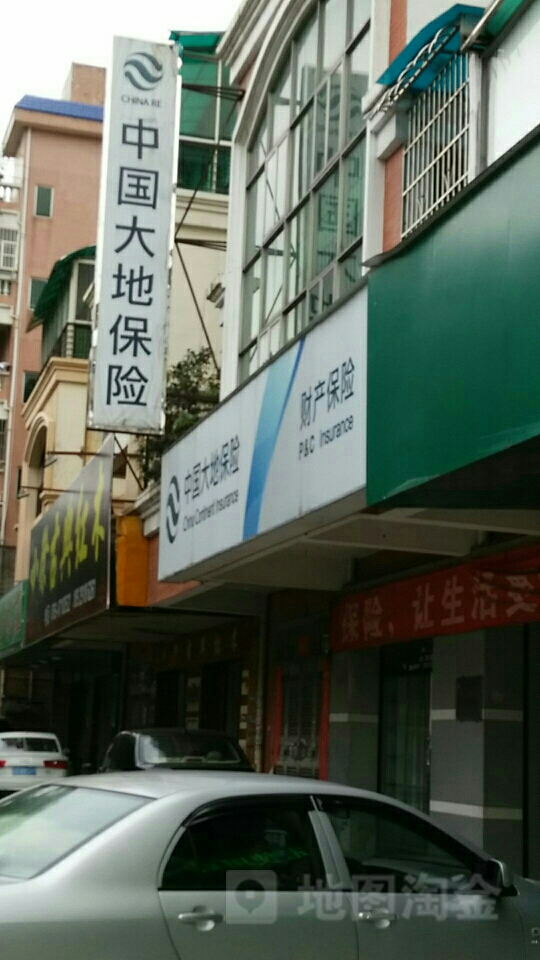 CHINA RE
中国大地保险
财产保险
P&C Insurance
中国大地保险
China Continent Insurance
保险、让生活更
地图淘金